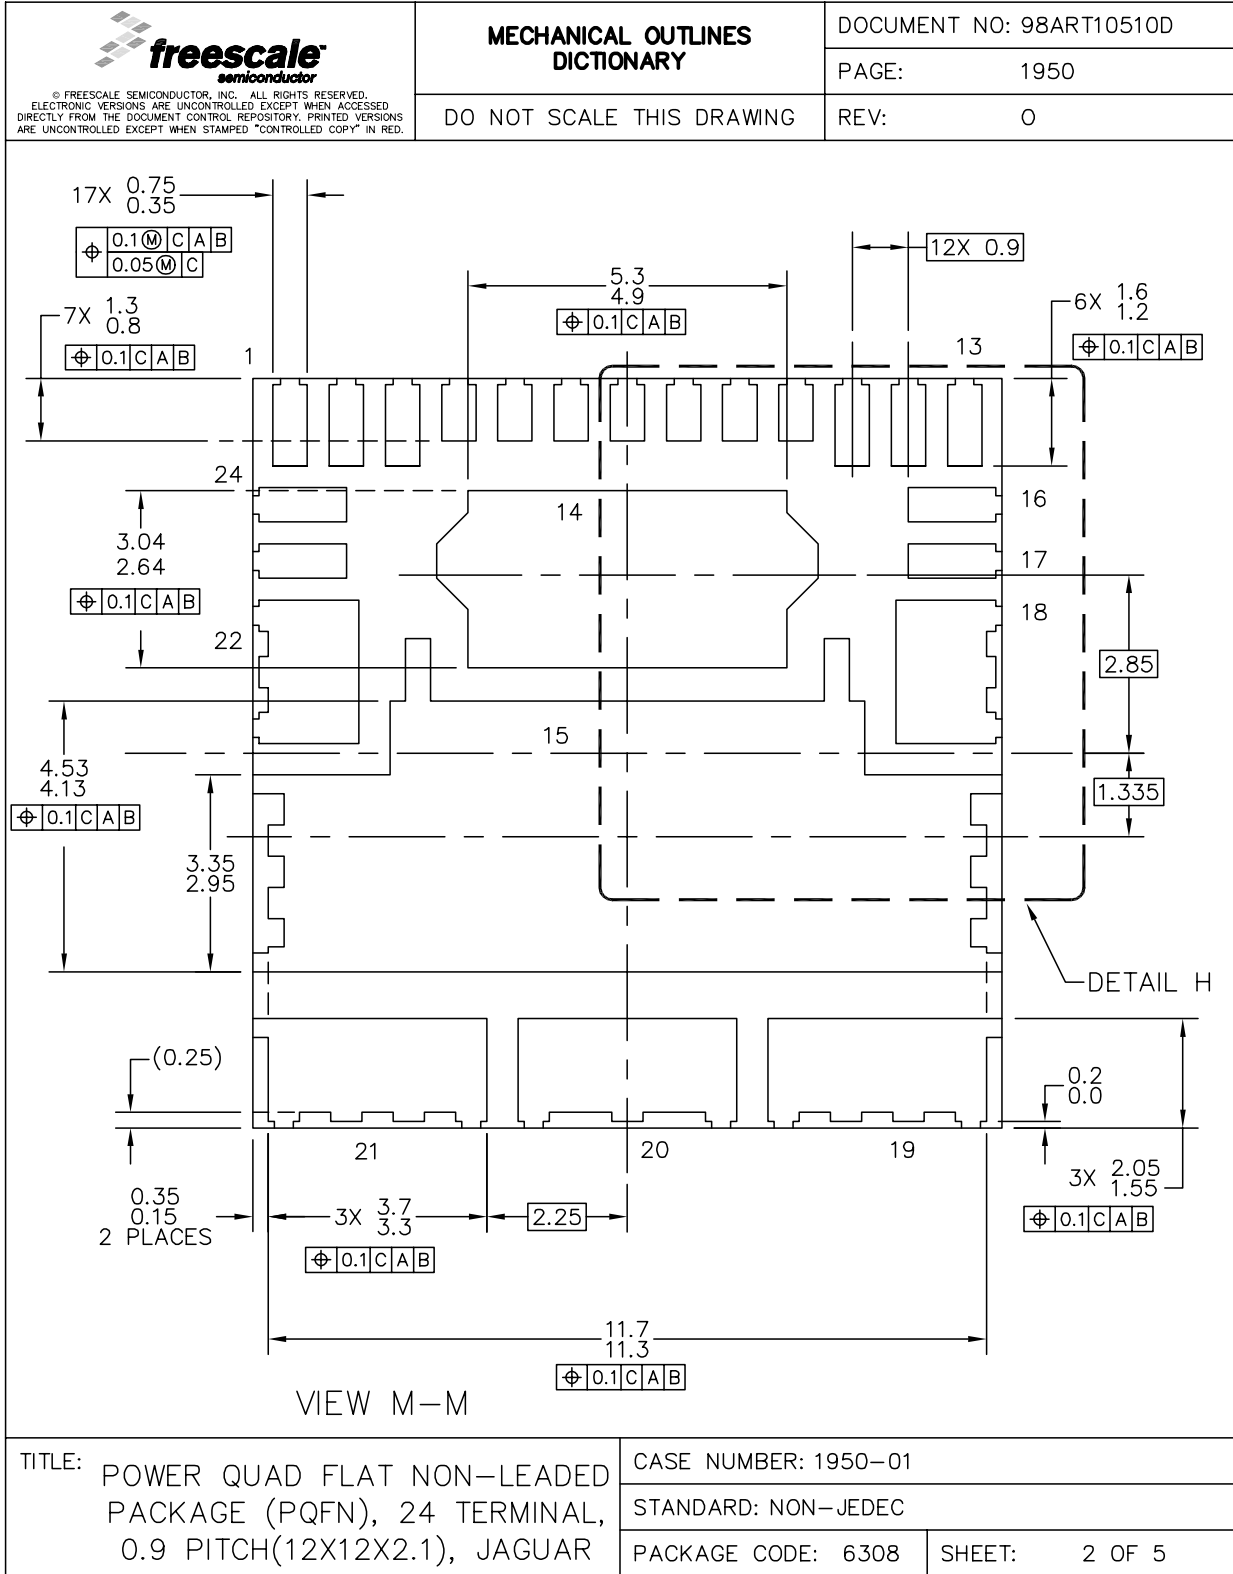 freescale™
semiconductor
© FREESCALE SEMICONDUCTOR, INC. ALL RIGHTS RESERVED.
ELECTRONIC VERSIONS ARE UNCONTROLLED EXCEPT WHEN ACCESSED
DIRECTLY FROM THE DOCUMENT CONTROL REPOSITORY. PRINTED VERSIONS
ARE UNCONTROLLED EXCEPT WHEN STAMPED "CONTROLLED COPY" IN RED.
MECHANICAL OUTLINES
DICTIONARY
DO NOT SCALE THIS DRAWING
DOCUMENT NO: 98ART10510D
PAGE: 1950
REV: O
17X 0.75
0.35
⌖ 0.1Ⓜ C A B
0.05Ⓜ C
12X 0.9
5.3
4.9
⌖ 0.1 C A B
7X 1.3
0.8
⌖ 0.1 C A B
6X 1.6
1.2
⌖ 0.1 C A B
1
13
24
14
16
3.04
2.64
⌖ 0.1 C A B
17
18
22
2.85
15
4.53
4.13
⌖ 0.1 C A B
1.335
3.35
2.95
DETAIL H
(0.25)
0.2
0.0
21
20
19
3X 2.05
1.55
⌖ 0.1 C A B
0.35
0.15
2 PLACES
3X 3.7
3.3
⌖ 0.1 C A B
2.25
11.7
11.3
⌖ 0.1 C A B
VIEW M-M
TITLE: POWER QUAD FLAT NON-LEADED
PACKAGE (PQFN), 24 TERMINAL,
0.9 PITCH(12X12X2.1), JAGUAR
CASE NUMBER: 1950-01
STANDARD: NON-JEDEC
PACKAGE CODE: 6308
SHEET: 2 OF 5